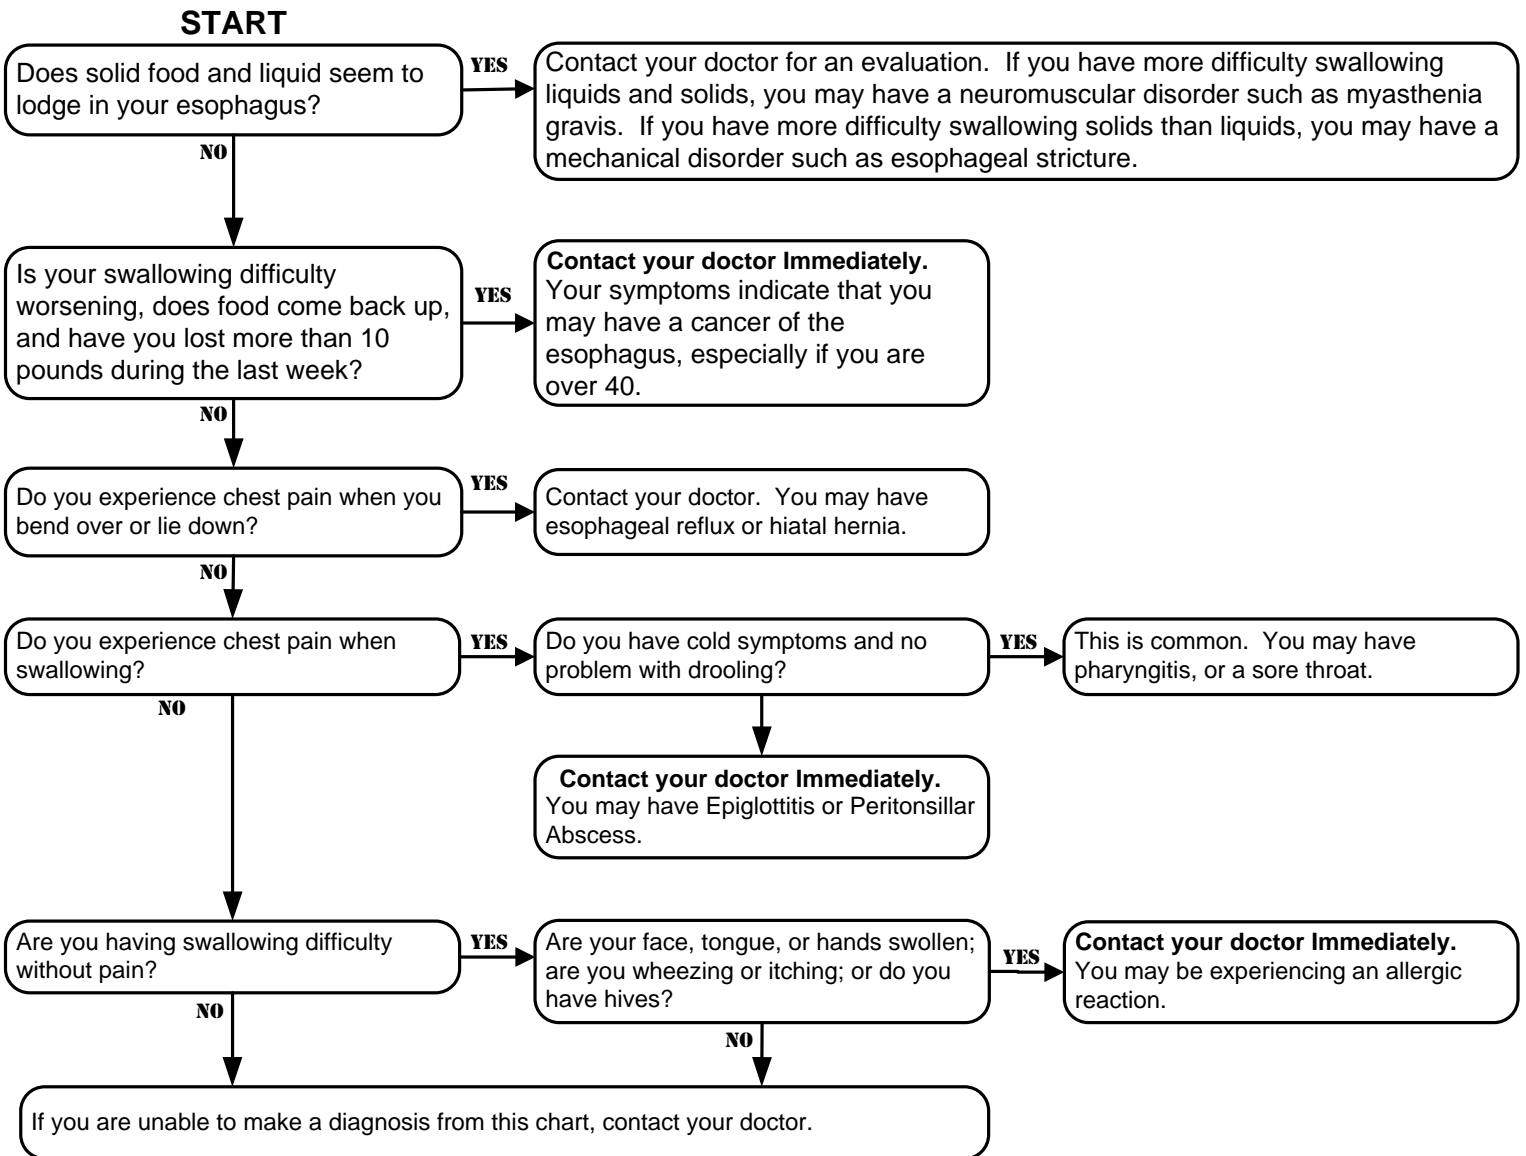 START
Does solid food and liquid seem to
lodge in your esophagus?
YES
Contact your doctor for an evaluation.  If you have more difficulty swallowing
liquids and solids, you may have a neuromuscular disorder such as myasthenia
gravis.  If you have more difficulty swallowing solids than liquids, you may have a
mechanical disorder such as esophageal stricture.
NO
Is your swallowing difficulty
worsening, does food come back up,
and have you lost more than 10
pounds during the last week?
YES
Contact your doctor Immediately.
Your symptoms indicate that you
may have a cancer of the
esophagus, especially if you are
over 40.
NO
Do you experience chest pain when you
bend over or lie down?
YES
Contact your doctor.  You may have
esophageal reflux or hiatal hernia.
NO
Do you experience chest pain when
swallowing?
YES
Do you have cold symptoms and no
problem with drooling?
YES
This is common.  You may have
pharyngitis, or a sore throat.
NO
Contact your doctor Immediately.
You may have Epiglottitis or Peritonsillar
Abscess.
Are you having swallowing difficulty
without pain?
YES
Are your face, tongue, or hands swollen;
are you wheezing or itching; or do you
have hives?
YES
Contact your doctor Immediately.
You may be experiencing an allergic
reaction.
NO
NO
If you are unable to make a diagnosis from this chart, contact your doctor.